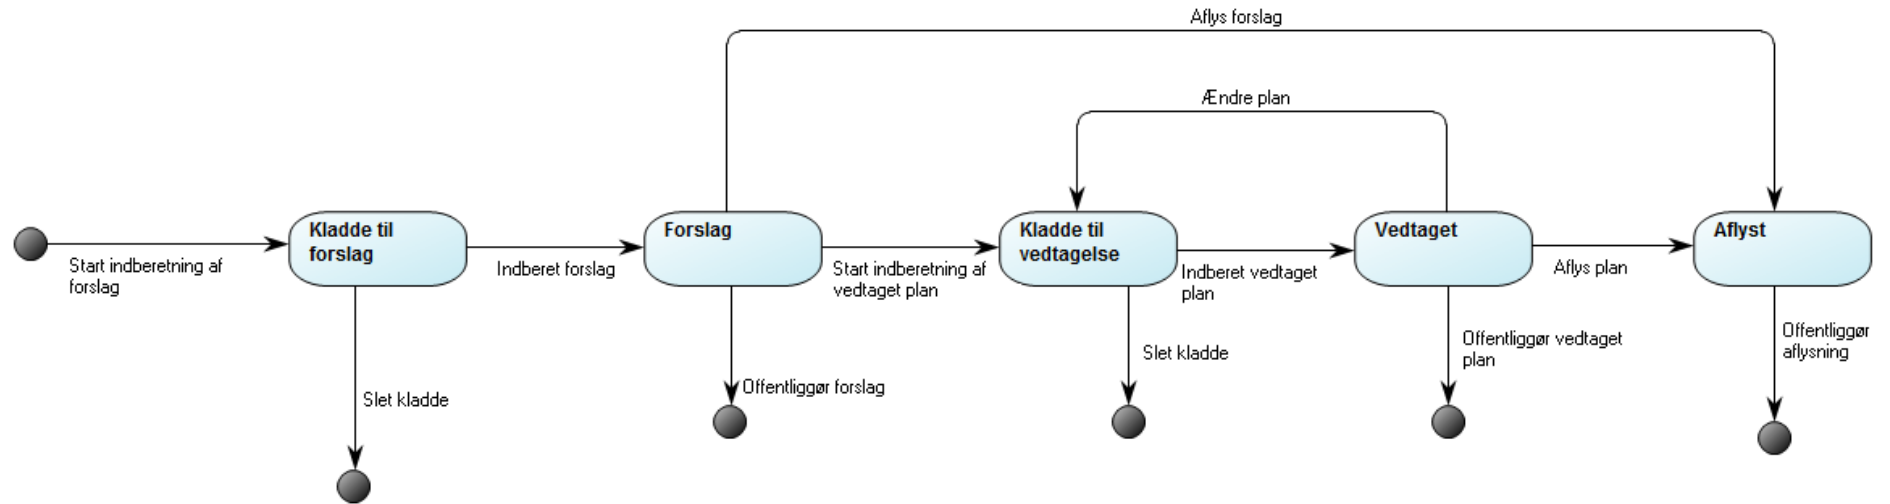 Aflys forslag
Ændre plan
Kladde til
forslag
Forslag
Kladde til
vedtagelse
Vedtaget
Aflyst
Start indberetning af
forslag
Indberet forslag
Start indberetning af
vedtaget plan
Indberet vedtaget
plan
Aflys plan
Slet kladde
Offentliggør forslag
Slet kladde
Offentliggør vedtaget
plan
Offentliggør
aflysning